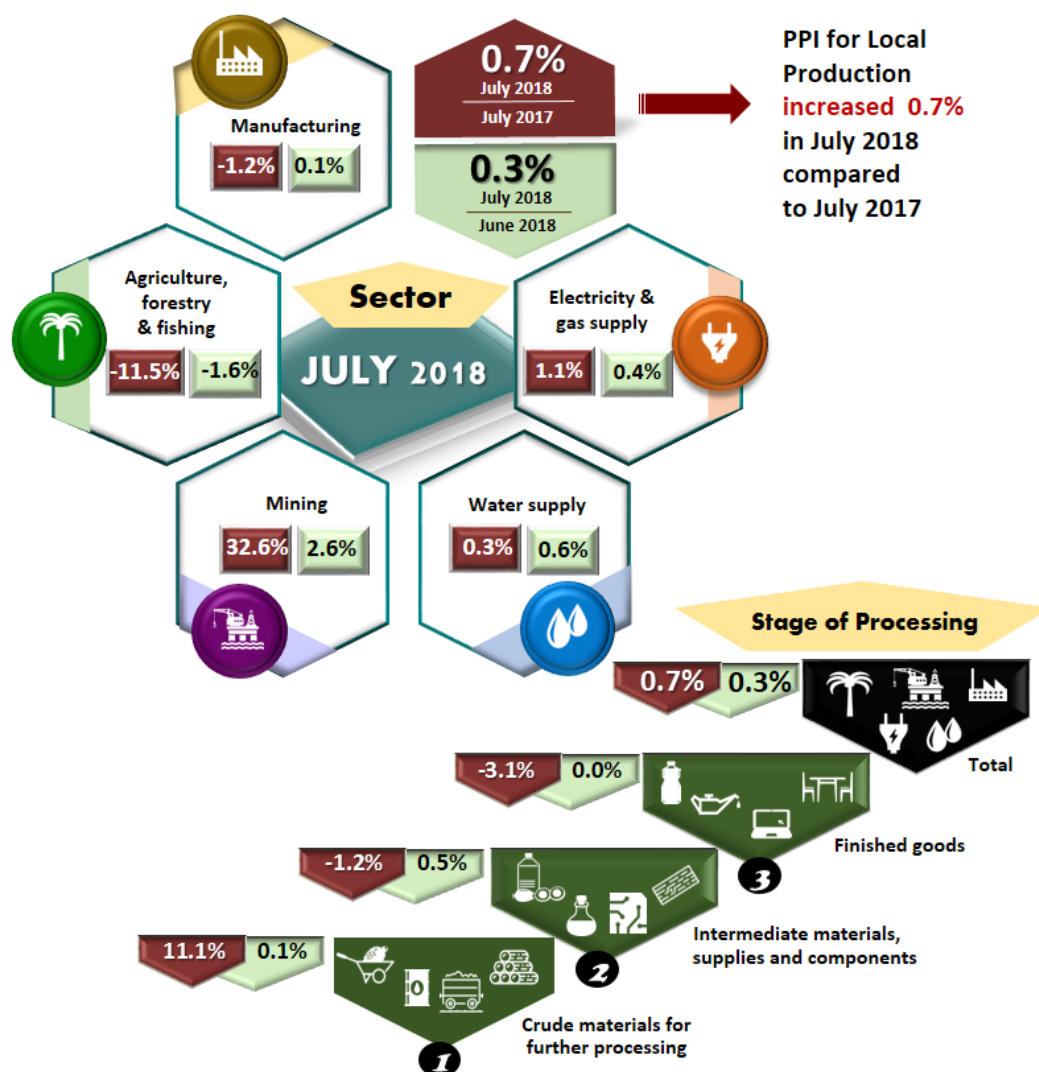 0.7%
July 2018
July 2017
0.3%
July 2018
June 2018
PPI for Local
Production
increased 0.7%
in July 2018
compared
to July 2017
Manufacturing
-1.2% 0.1%
Agriculture,
forestry
& fishing
-11.5% -1.6%
Sector
JULY 2018
Electricity &
gas supply
1.1% 0.4%
Mining
32.6% 2.6%
Water supply
0.3% 0.6%
Stage of Processing
0.7% 0.3%
Total
-3.1% 0.0%
Finished goods
3
-1.2% 0.5%
Intermediate materials,
supplies and components
2
11.1% 0.1%
Crude materials for
further processing
1